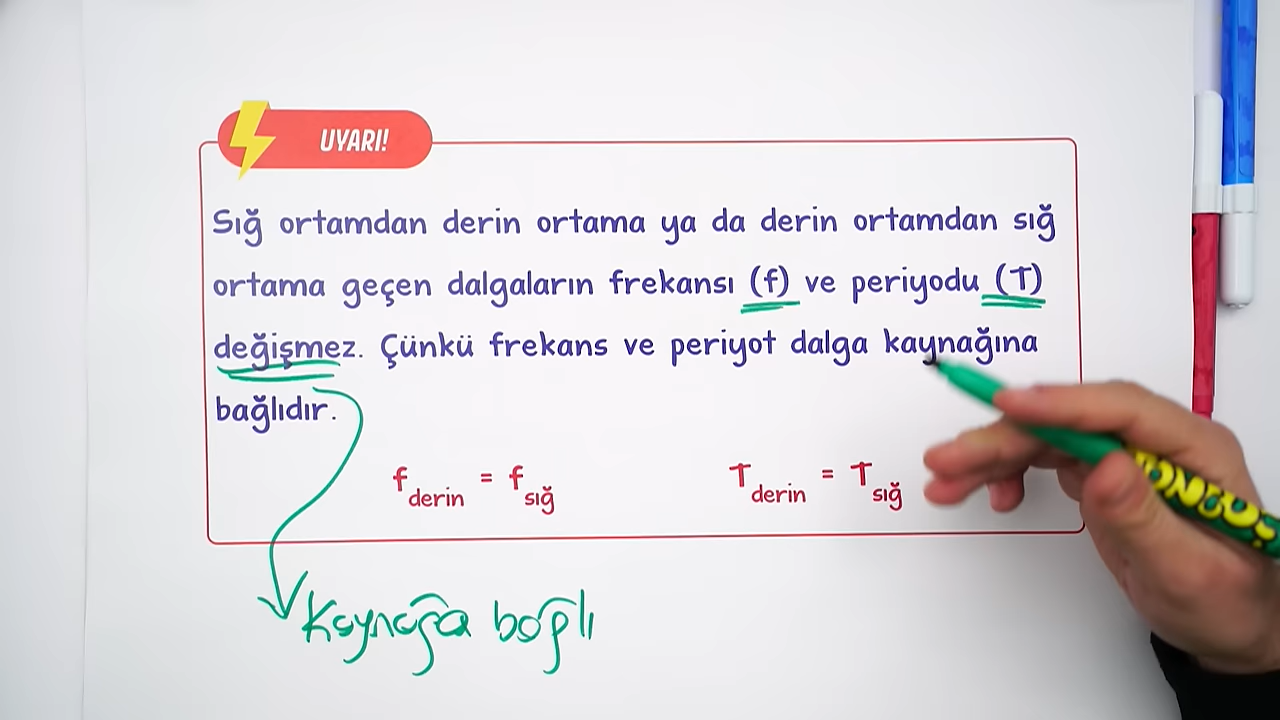 UYARI!
Sığ ortamdan derin ortama ya da derin ortamdan sığ
ortama geçen dalgaların frekansı (f) ve periyodu (T)
değişmez. Çünkü frekans ve periyot dalga kaynağına
bağlıdır.
f derin = f sığ T derin = T sığ
Kaynağa bağlı